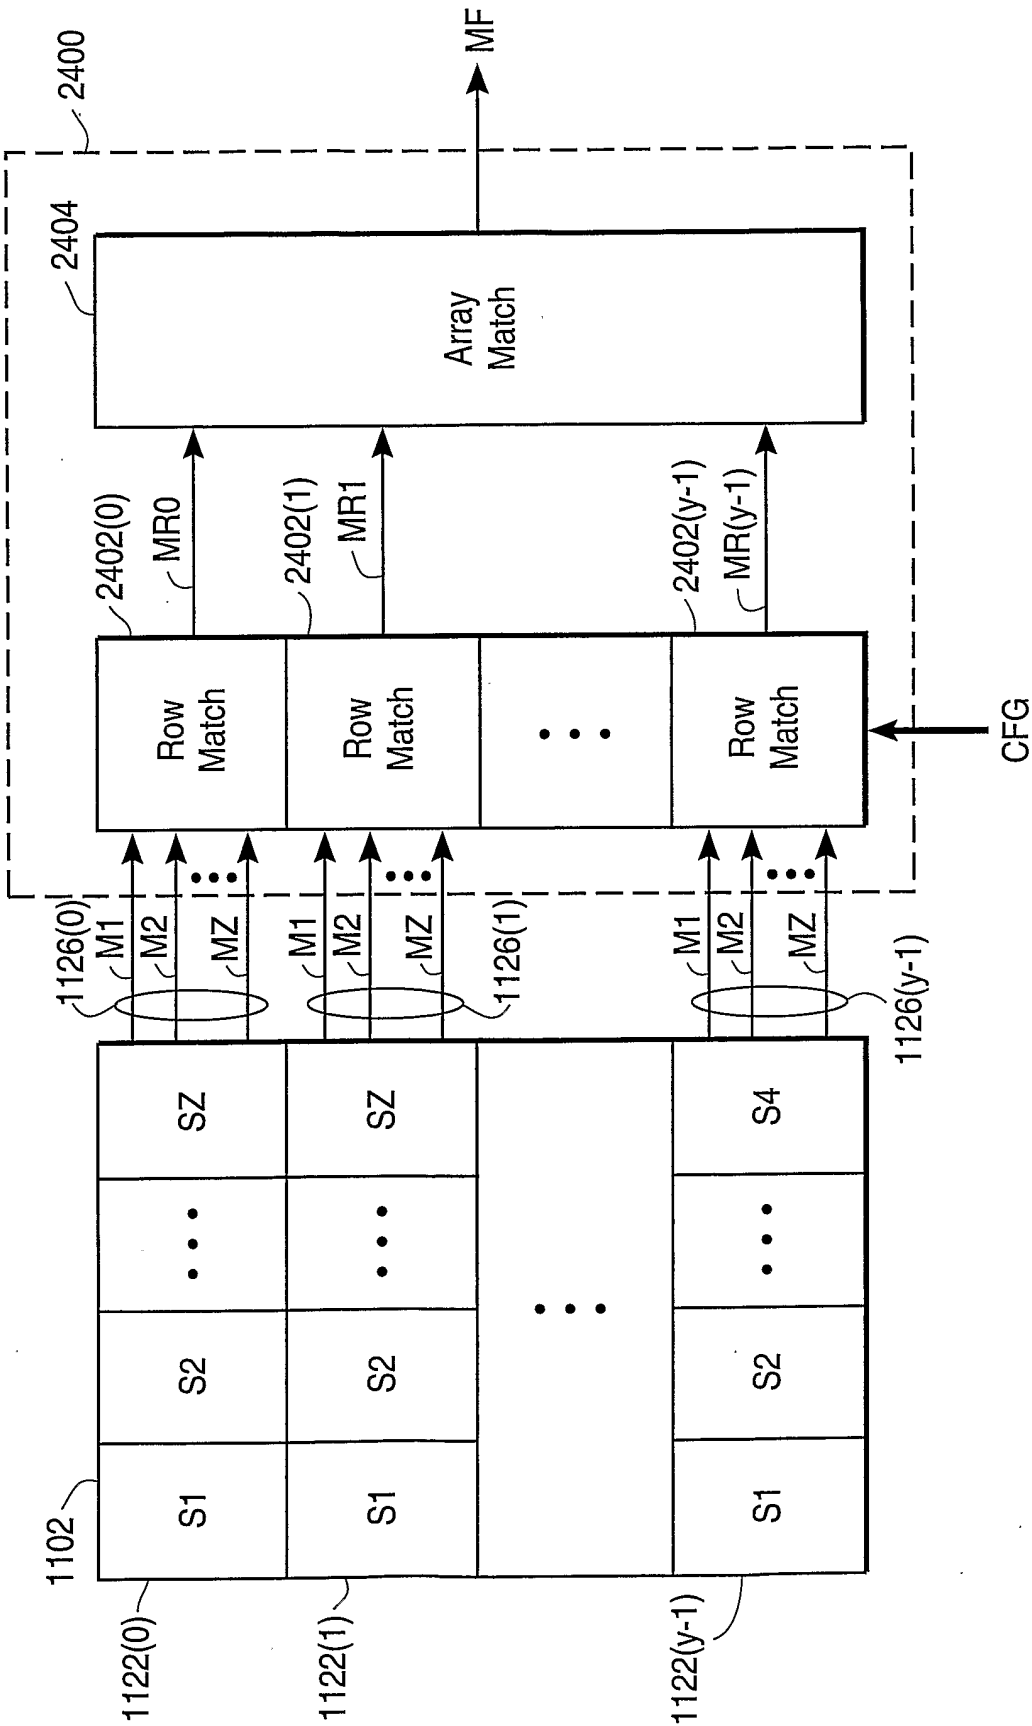 1102
1122(0)
S1
S2
SZ
1126(0)
M1
M2
MZ
Row
Match
2402(0)
MR0
2404
Array
Match
2400
MF
1122(1)
S1
S2
SZ
1126(1)
M1
M2
MZ
Row
Match
2402(1)
MR1
1122(y-1)
S1
S2
S4
1126(y-1)
M1
M2
MZ
Row
Match
2402(y-1)
MR(y-1)
CFG